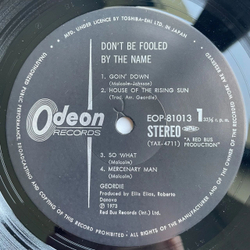 MFD. UNDER LICENCE BY TOSHIBA-EMI LTD. IN JAPAN
DON'T BE FOOLED
BY THE NAME
1. GOIN' DOWN
(Malcolm-Johnson)
2. HOUSE OF THE RISING SUN
(Trad. Arr. Geordie)
Odeon
RECORDS
EOP-81013
1
33⅓ r.p.m.
STEREO
(YAX-4711)
"A RED BUS
PRODUCTION"
3. SO WHAT
(Malcolm)
4. MERCENARY MAN
(Malcolm)
GEORDIE
Produced by Ellis Elias, Roberto
Danova
℗ 1973
Red Bus Records (Int.) Ltd.
ALL RIGHTS OF THE MANUFACTURER AND OF THE OWNER OF THE RECORDED WORK RESERVED
UNAUTHORISED PUBLIC PERFORMANCE BROADCASTING AND COPYING OF THIS RECORD PROHIBITED